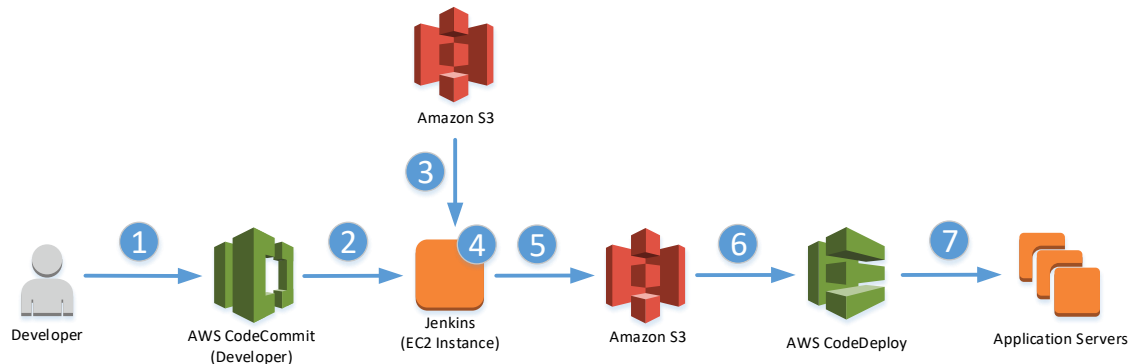 Amazon S3
3
1
2
4
5
6
7
Developer
AWS CodeCommit
(Developer)
Jenkins
(EC2 Instance)
Amazon S3
AWS CodeDeploy
Application Servers